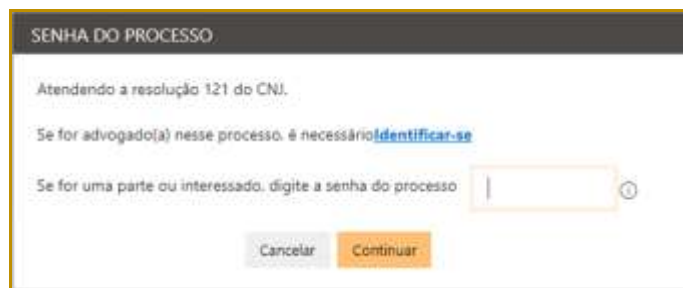 SENHA DO PROCESSO
Atendendo a resolução 121 do CNJ.
Se for advogado(a) nesse processo, é necessárioIdentificar-se
Se for uma parte ou interessado, digite a senha do processo
Cancelar Continuar